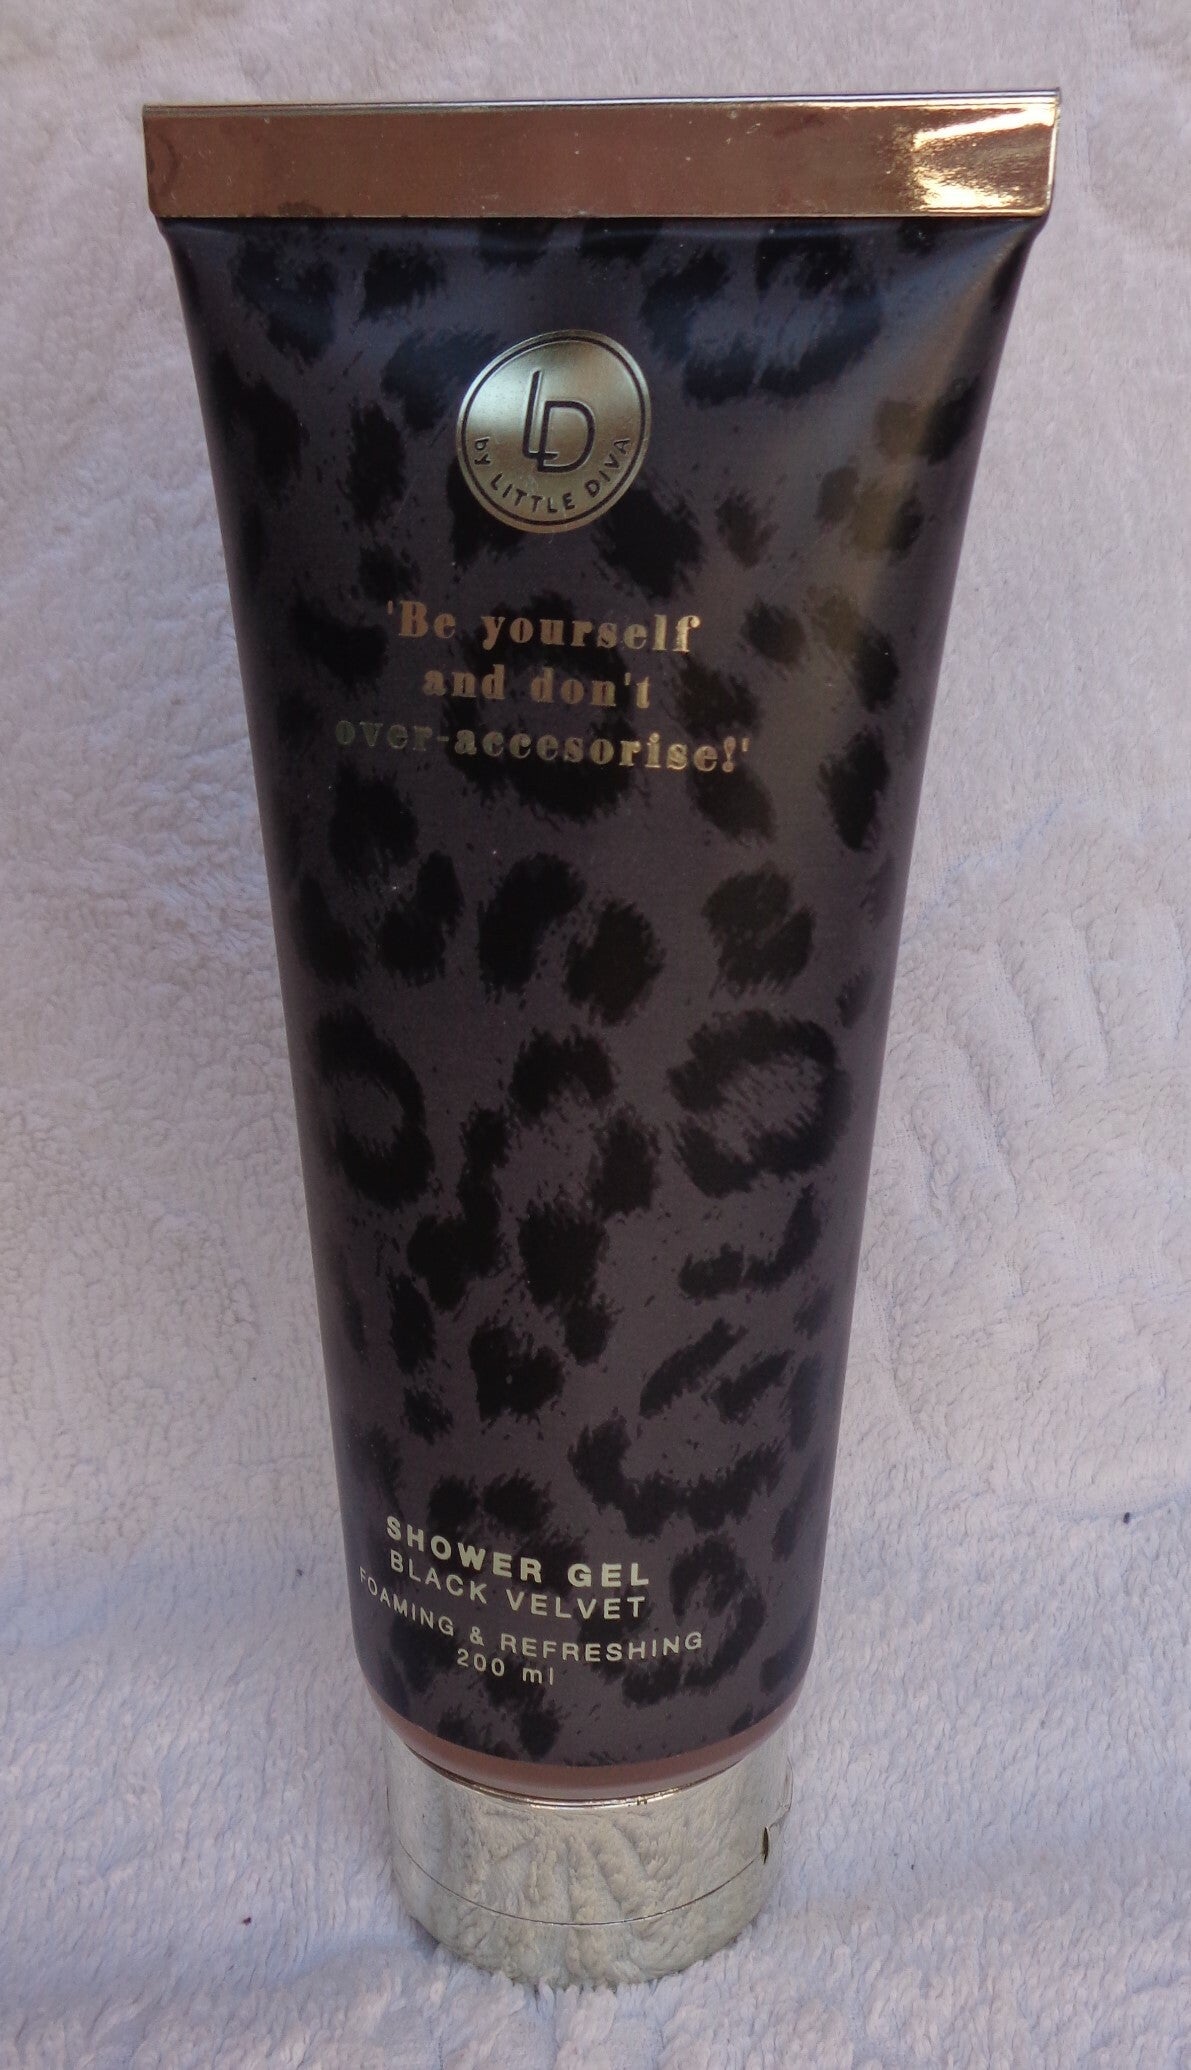 LD
by LITTLE DIVA
'Be yourself
and don't
over-accesorise!'
SHOWER GEL
BLACK VELVET
FOAMING & REFRESHING
200 ml